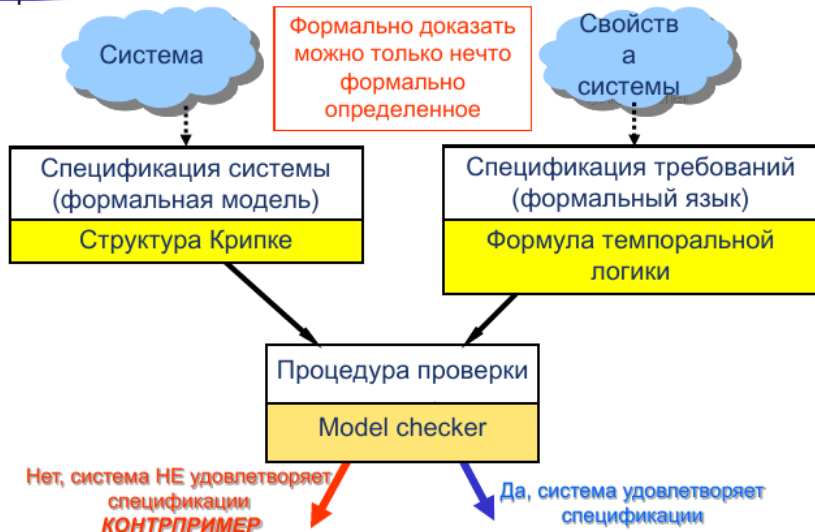 Система
Формально доказать
можно только нечто
формально
определенное
Свойств
а
системы
Спецификация системы
(формальная модель)
Структура Крипке
Спецификация требований
(формальный язык)
Формула темпоральной
логики
Процедура проверки
Model checker
Нет, система НЕ удовлетворяет
спецификации
КОНТРПРИМЕР
Да, система удовлетворяет
спецификации